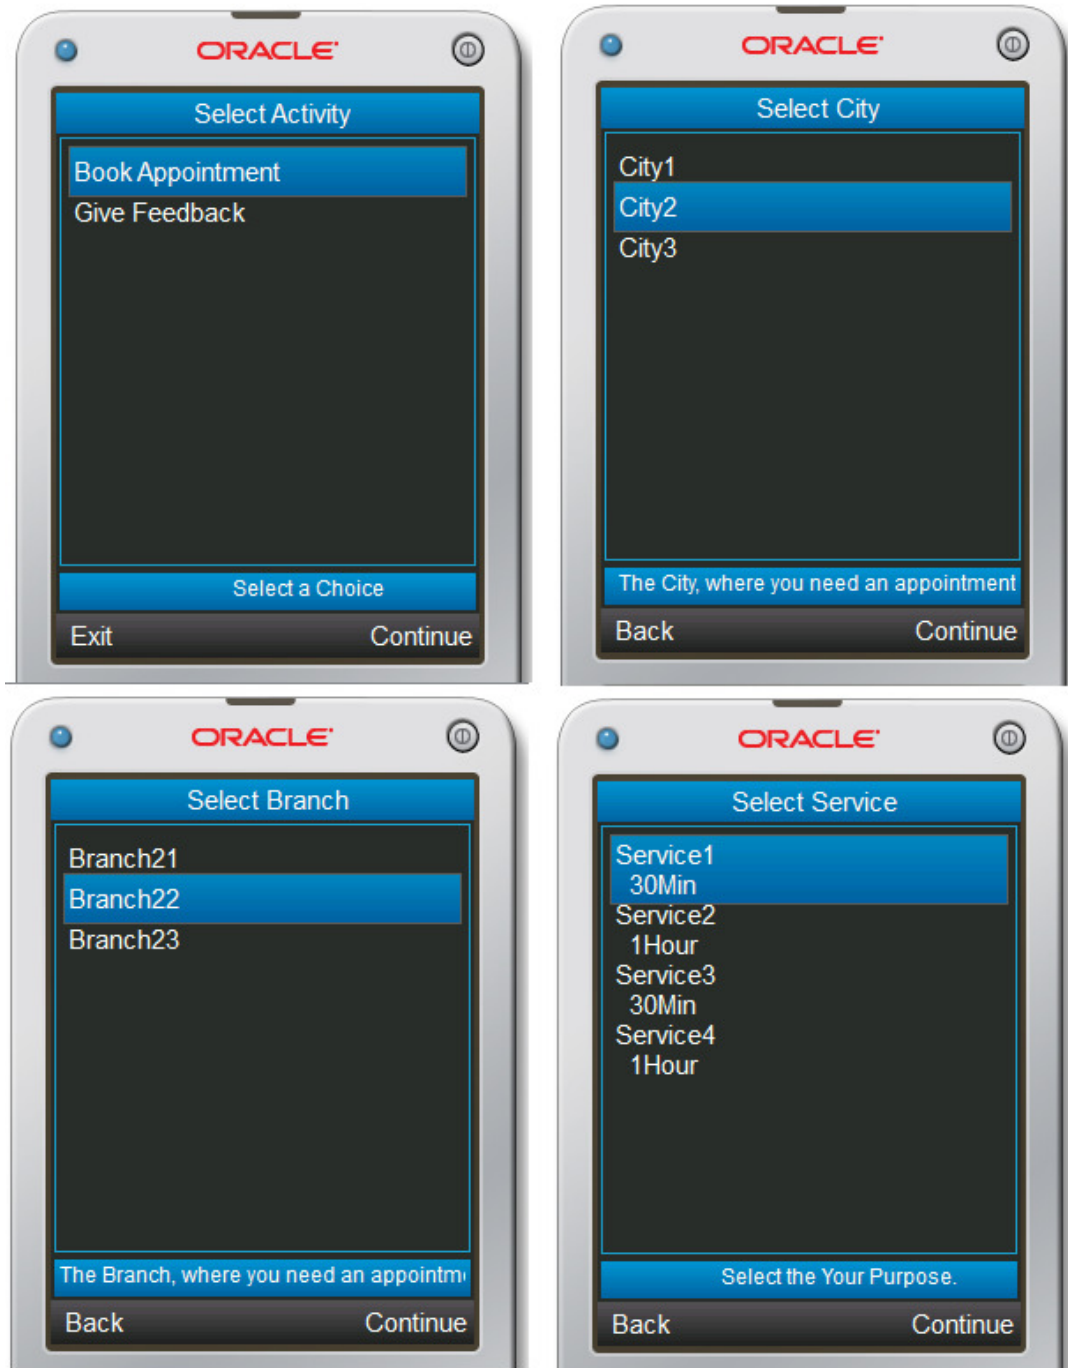 ORACLE
Select Activity
Book Appointment
Give Feedback
Select a Choice
Exit Continue
ORACLE
Select City
City1
City2
City3
The City, where you need an appointment
Back Continue
ORACLE
Select Branch
Branch21
Branch22
Branch23
The Branch, where you need an appointm
Back Continue
ORACLE
Select Service
Service1
30Min
Service2
1Hour
Service3
30Min
Service4
1Hour
Select the Your Purpose.
Back Continue